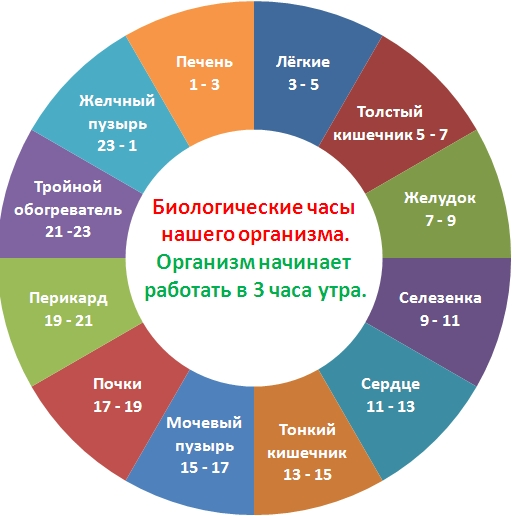 Биологические часы
нашего организма.
Организм начинает
работать в 3 часа утра.
Лёгкие
3 - 5
Толстый
кишечник 5 - 7
Желудок
7 - 9
Селезенка
9 - 11
Сердце
11 - 13
Тонкий
кишечник
13 - 15
Мочевый
пузырь
15 - 17
Почки
17 - 19
Перикард
19 - 21
Тройной
обогреватель
21 -23
Желчный
пузырь
23 - 1
Печень
1 - 3